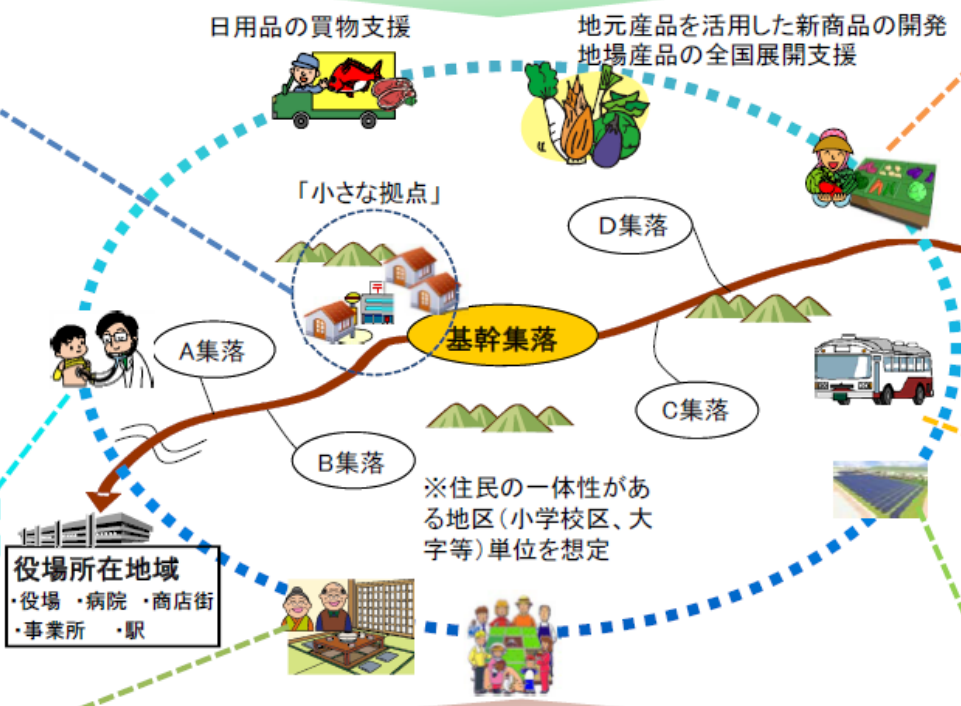 日用品の買物支援
地元産品を活用した新商品の開発
地場産品の全国展開支援
「小さな拠点」
D集落
〒
基幹集落
A集落
C集落
B集落
※住民の一体性があ
る地区(小学校区、大
字等)単位を想定
役場所在地域
・役場 ・病院 ・商店街
・事業所 ・駅